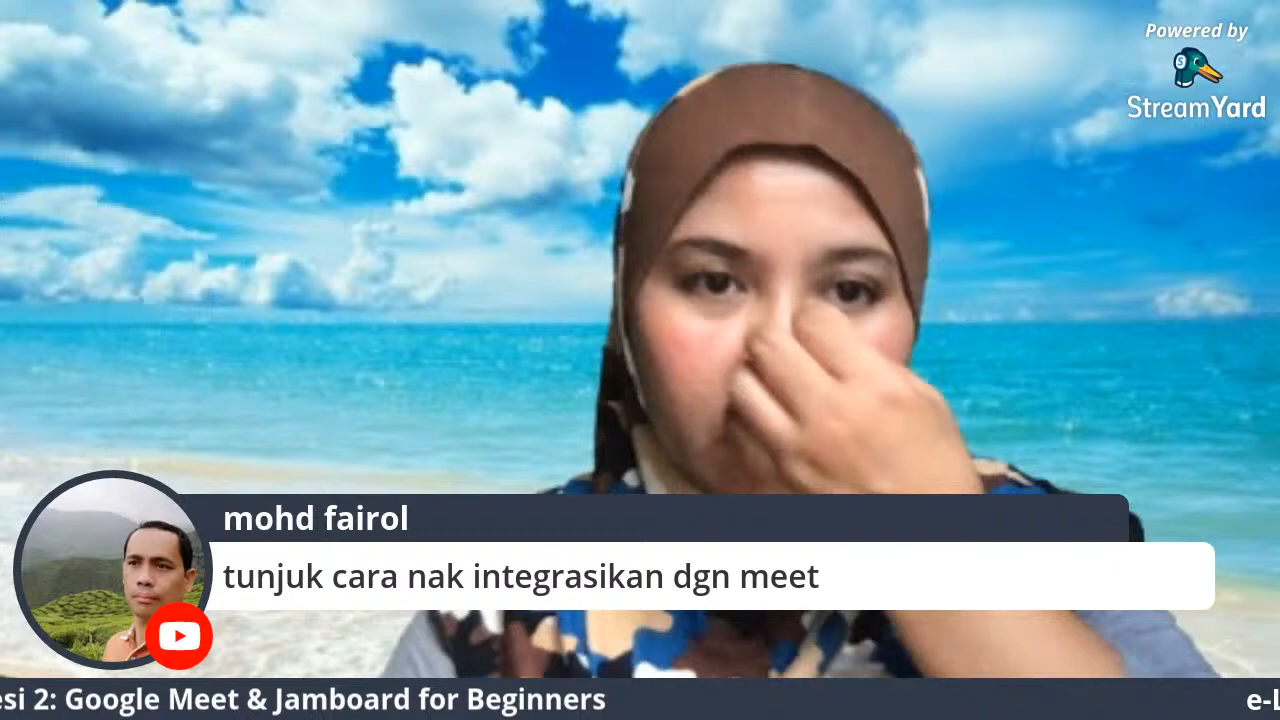 Powered by
StreamYard
mohd fairol
tunjuk cara nak integrasikan dgn meet
esi 2: Google Meet & Jamboard for Beginners
e-L